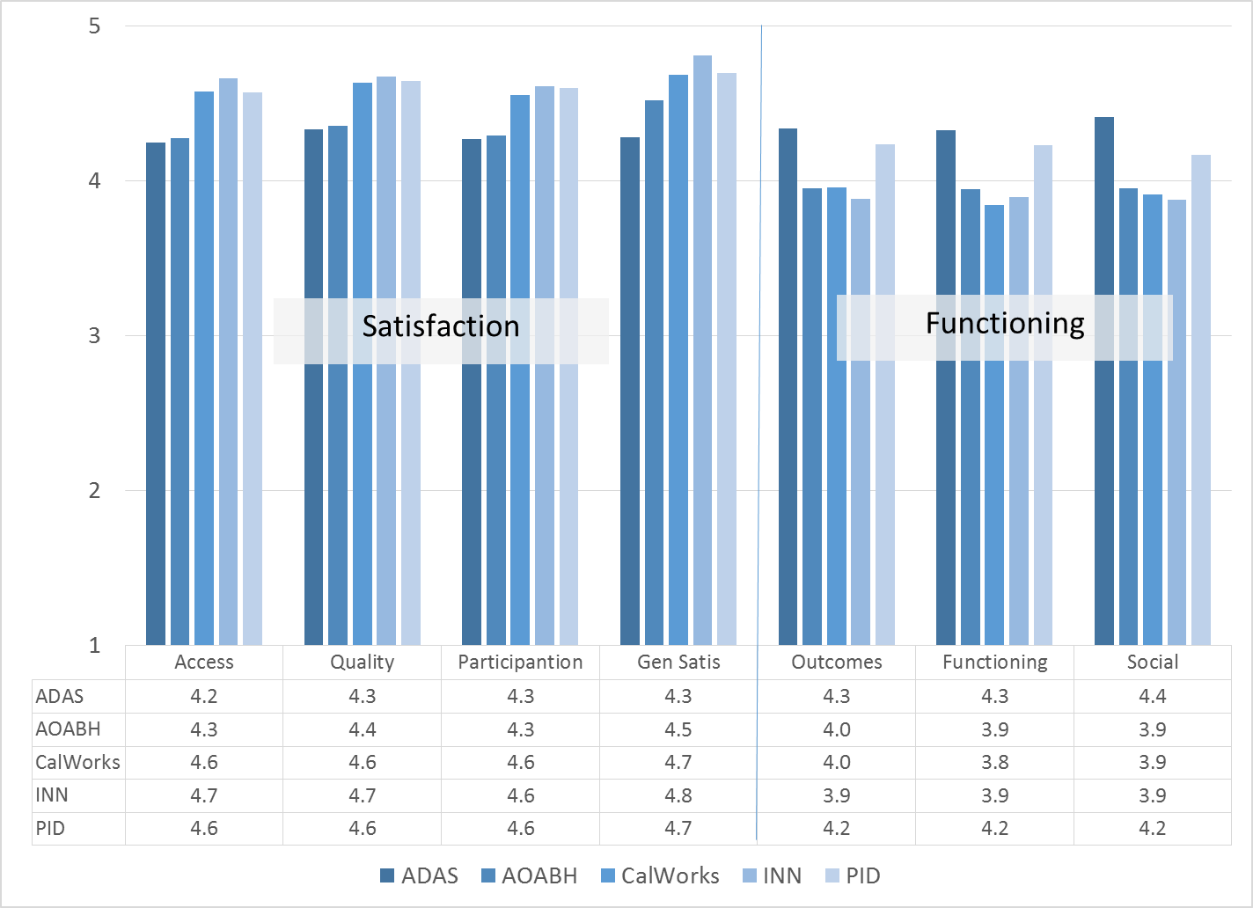 5
4
3
2
1
Satisfaction
Functioning
Access Quality Participantion Gen Satis Outcomes Functioning Social
ADAS 4.2 4.3 4.3 4.3 4.3 4.3 4.4
AOABH 4.3 4.4 4.3 4.5 4.0 3.9 3.9
CalWorks 4.6 4.6 4.6 4.7 4.0 3.8 3.9
INN 4.7 4.7 4.6 4.8 3.9 3.9 3.9
PID 4.6 4.6 4.6 4.7 4.2 4.2 4.2
ADAS AOABH CalWorks INN PID